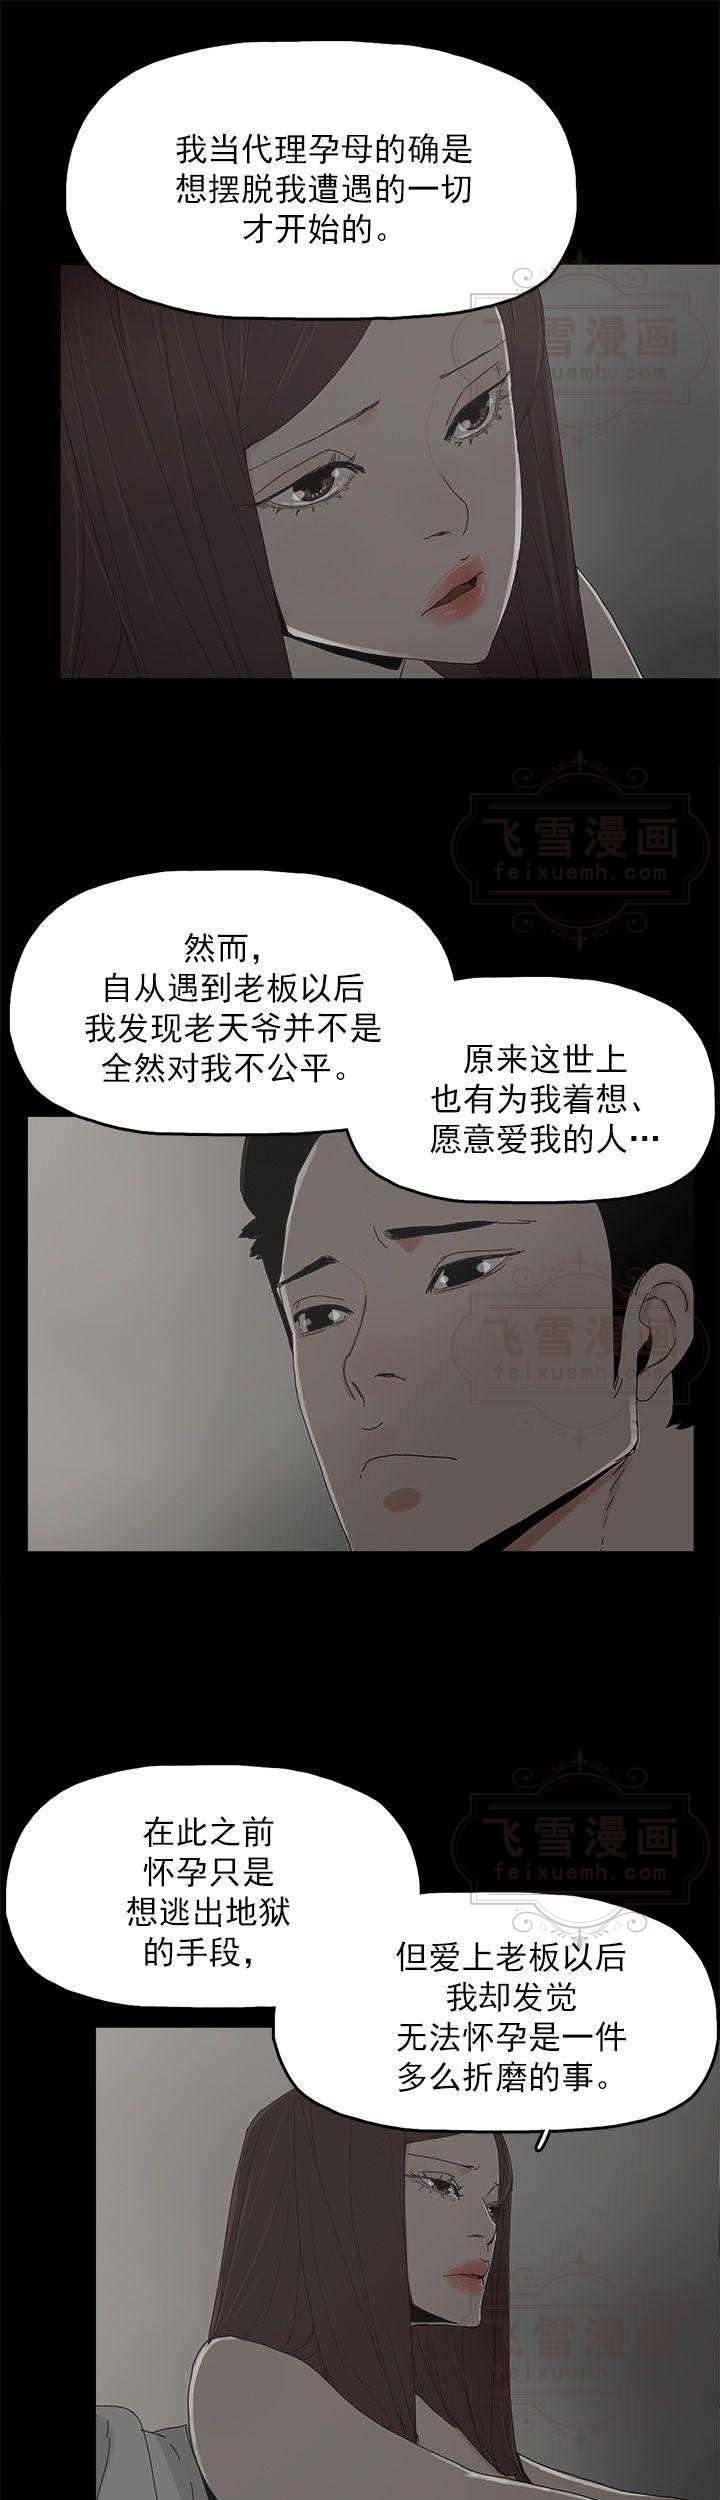 我当代理孕母的确是
想摆脱我遭遇的一切
才开始的。
飞雪漫画
feixuemh.com
飞雪漫画
feixuemh.com
然而,
自从遇到老板以后
我发现老天爷并不是
全然对我不公平。
原来这世上
也有为我着想、
愿意爱我的人…
飞雪漫画
feixuemh.com
飞雪漫画
feixuemh.com
在此之前
怀孕只是
想逃出地狱
的手段,
但爱上老板以后
我却发觉
无法怀孕是一件
多么折磨的事。
飞雪漫画
feixuemh.com